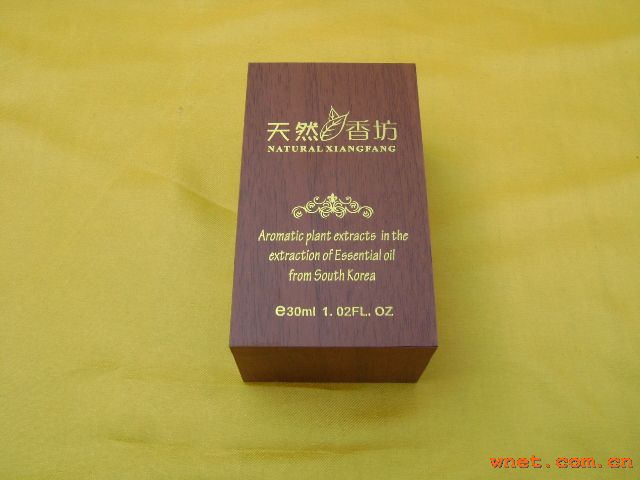 天然香坊
NATURAL XIANGFANG
Aromatic plant extracts in the
extraction of Essential oil
from South Korea
e30ml 1. 02FL. OZ
wnet.com.cn